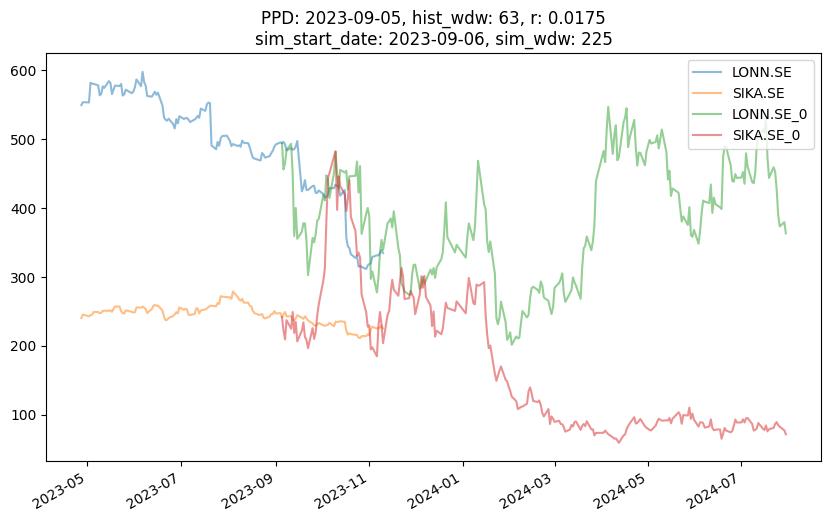 PPD: 2023-09-05, hist_wdw: 63, r: 0.0175
sim_start_date: 2023-09-06, sim_wdw: 225
LONN.SE
SIKA.SE
LONN.SE_0
SIKA.SE_0
600
500
400
300
200
100
2023-05
2023-07
2023-09
2023-11
2024-01
2024-03
2024-05
2024-07